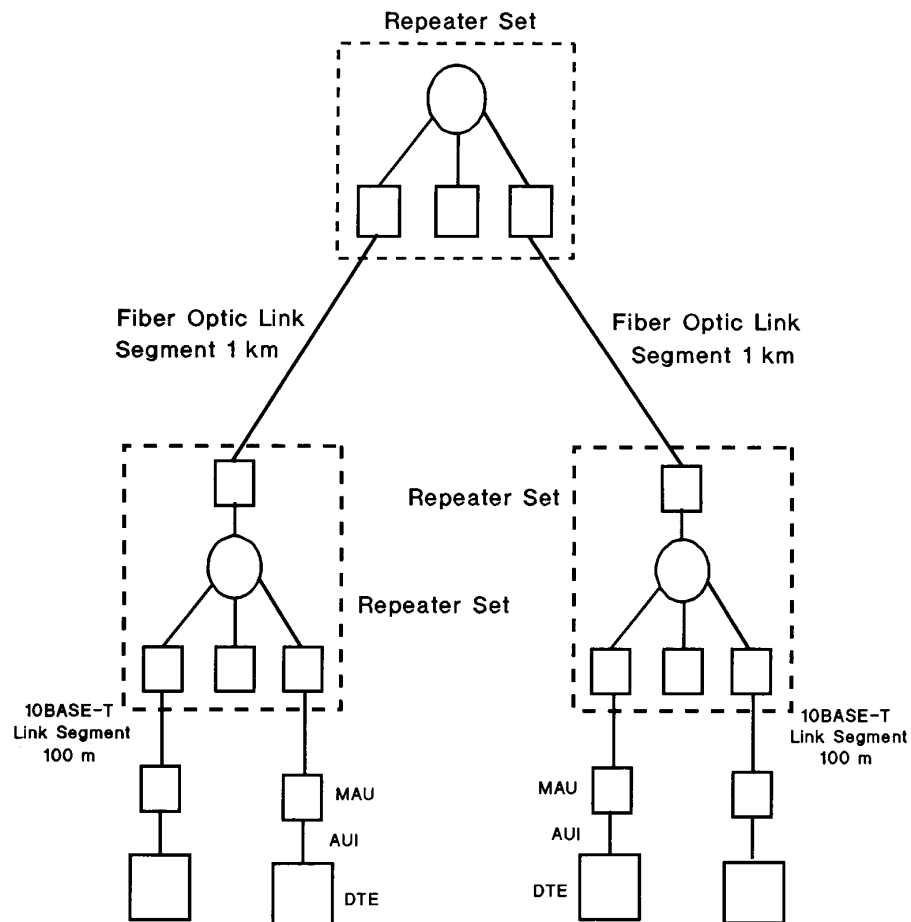 Repeater Set
Fiber Optic Link
Segment 1 km
Fiber Optic Link
Segment 1 km
Repeater Set
Repeater Set
10BASE-T
Link Segment
100 m
10BASE-T
Link Segment
100 m
MAU
MAU
AUI
AUI
DTE
DTE